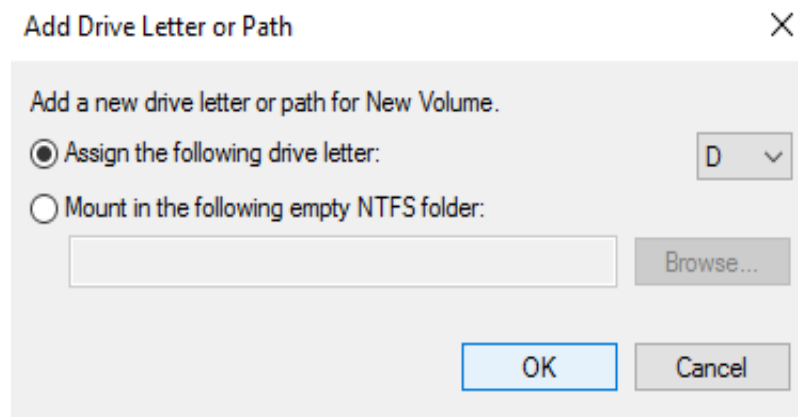 Add Drive Letter or Path
Add a new drive letter or path for New Volume.
Assign the following drive letter: D
Mount in the following empty NTFS folder:
Browse...
OK Cancel